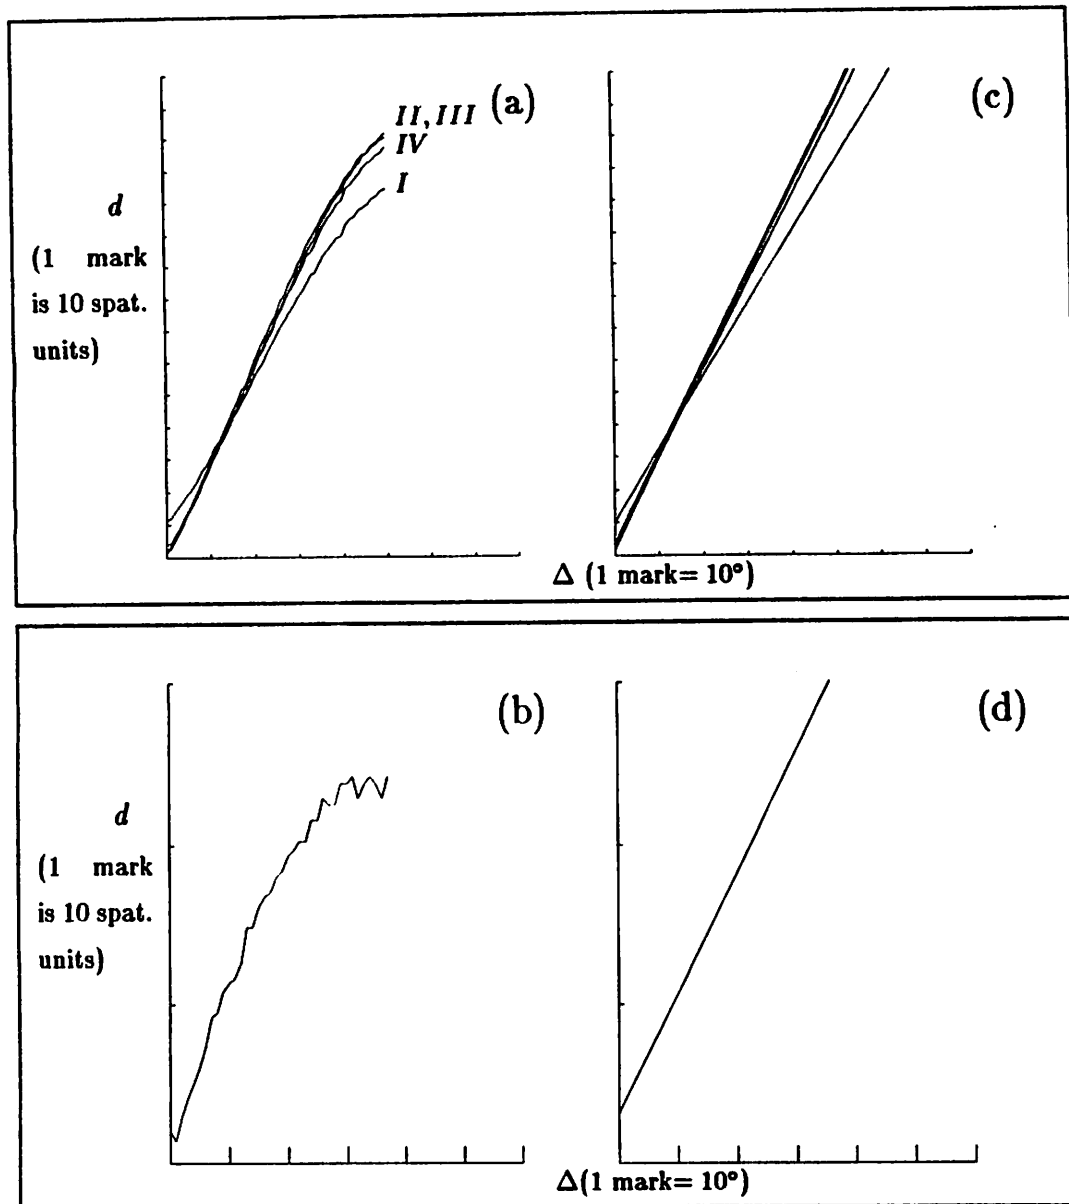 (a)
II, III
IV
I
(c)
d
(1 mark
is 10 spat.
units)
Δ (1 mark= 10°)
(b)
(d)
d
(1 mark
is 10 spat.
units)
Δ(1 mark= 10°)